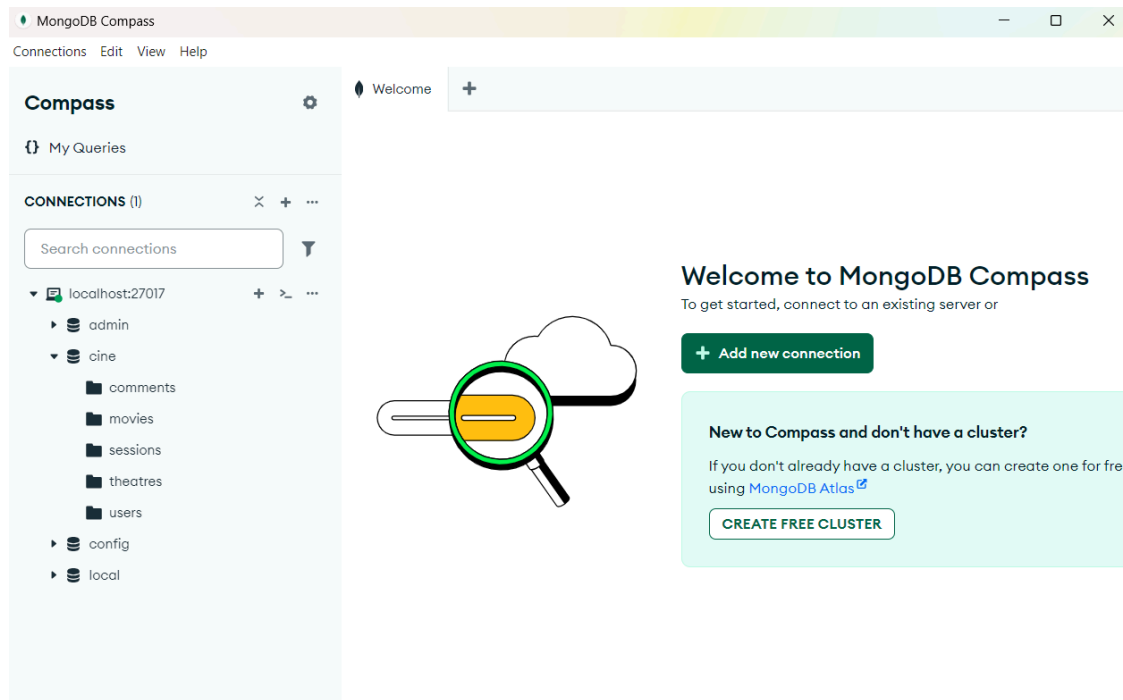 MongoDB Compass
Connections Edit View Help
Compass
My Queries
CONNECTIONS (1)
Search connections
localhost:27017
admin
cine
comments
movies
sessions
theatres
users
config
local
Welcome
Welcome to MongoDB Compass
To get started, connect to an existing server or
Add new connection
New to Compass and don't have a cluster?
If you don't already have a cluster, you can create one for fre
using MongoDB Atlas
CREATE FREE CLUSTER